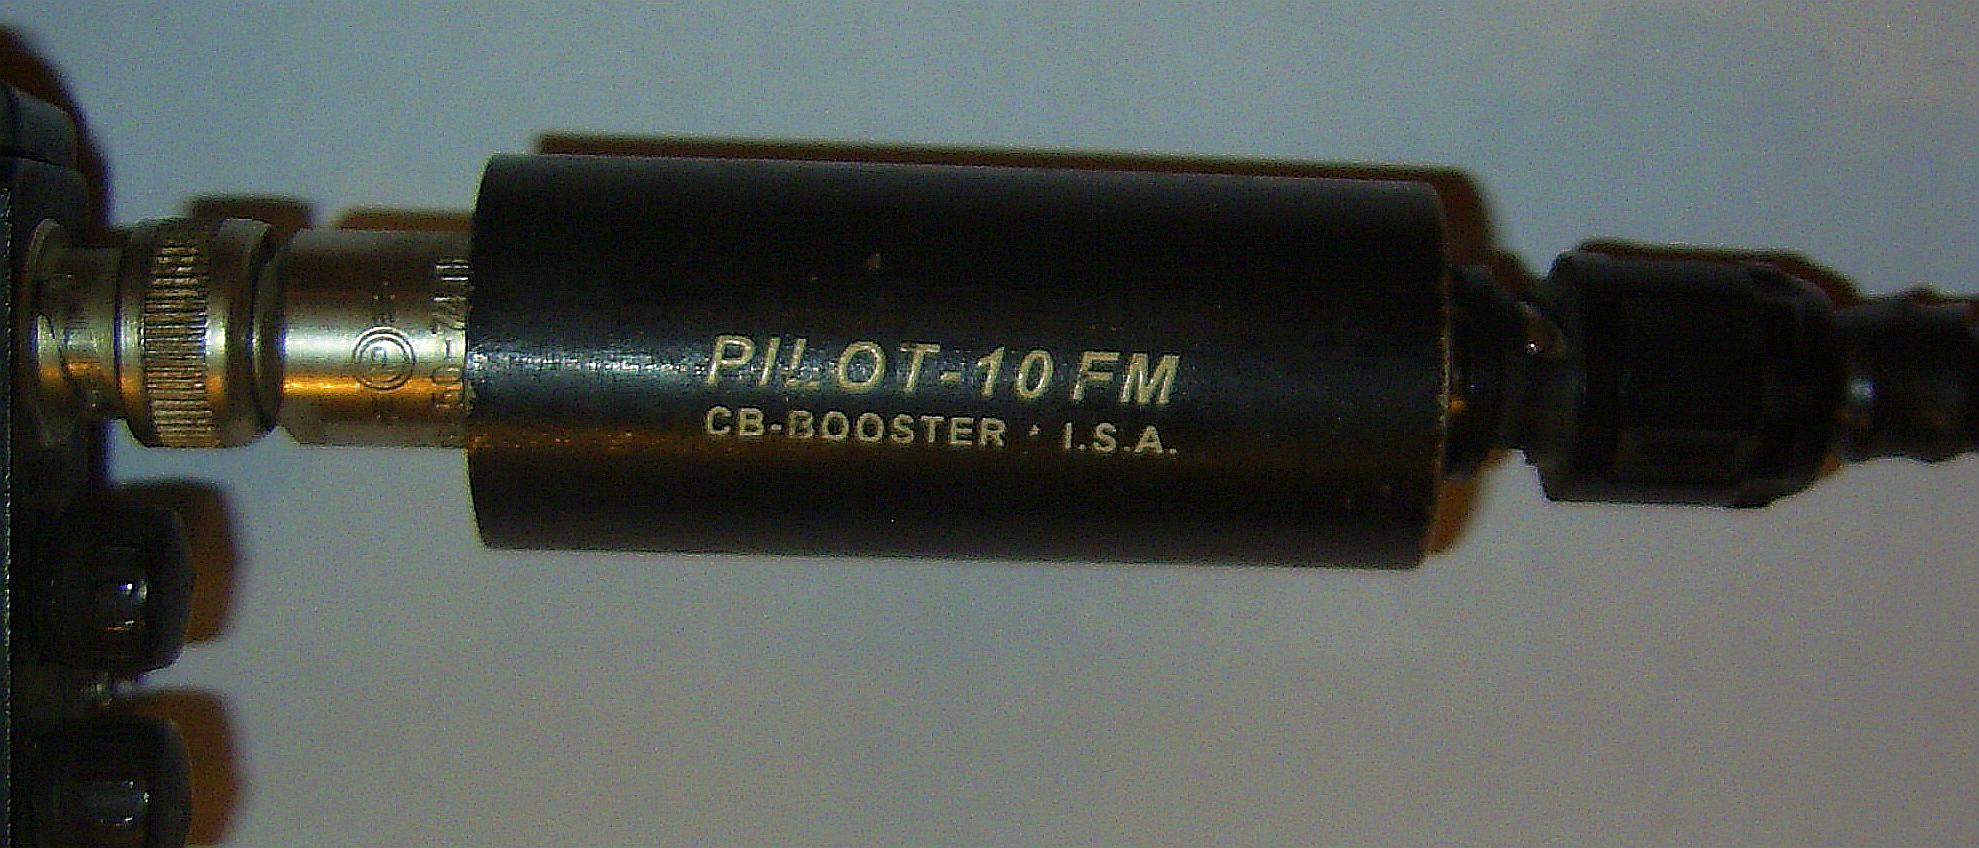 PILOT-10 FM
CB-BOOSTER · I.S.A.